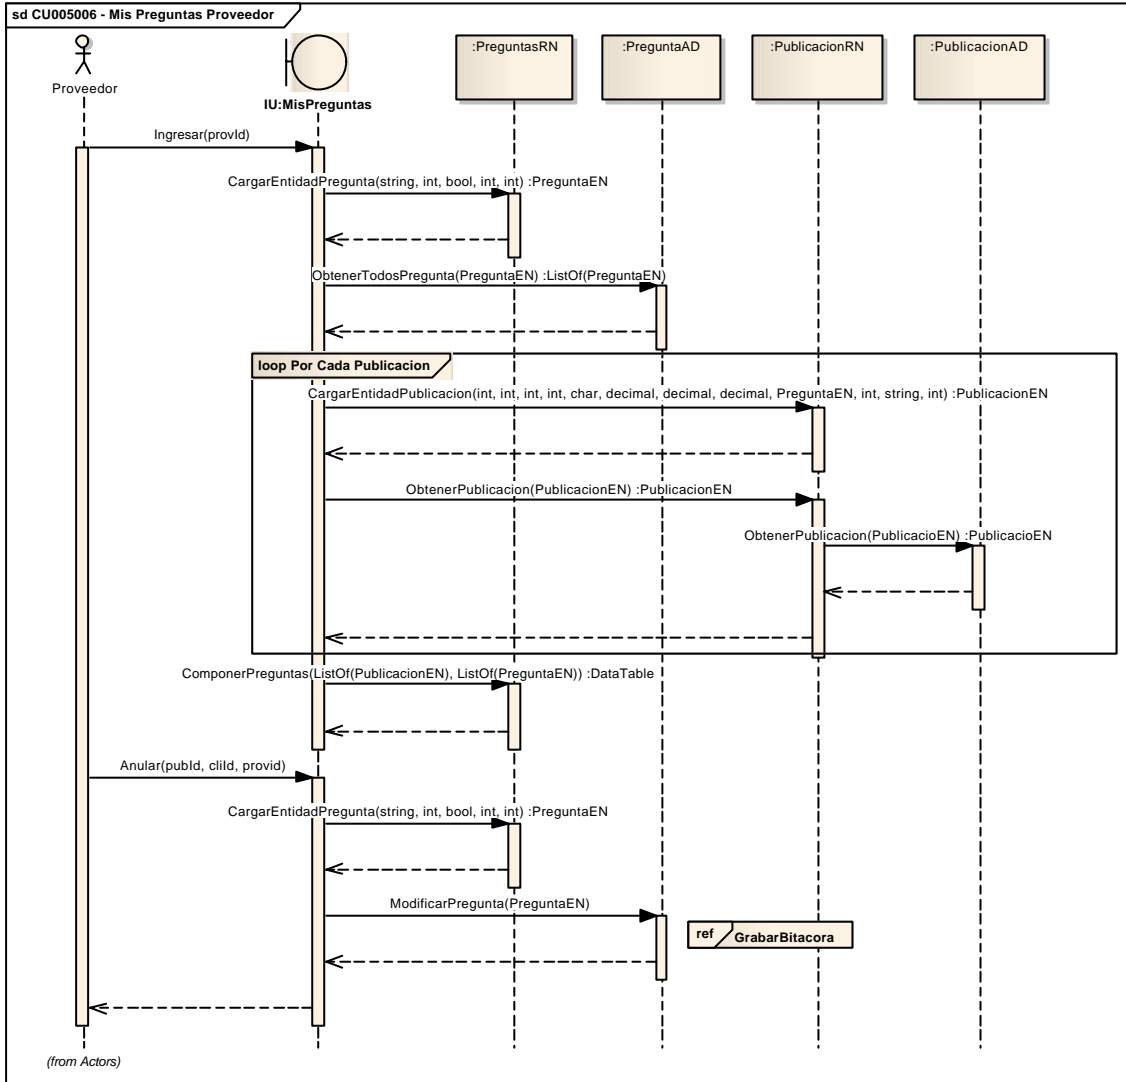 sd CU005006 - Mis Preguntas Proveedor
Proveedor
IU:MisPreguntas
:PreguntasRN
:PreguntaAD
:PublicacionRN
:PublicacionAD
Ingresar(provId)
CargarEntidadPregunta(string, int, bool, int, int) :PreguntaEN
ObtenerTodosPregunta(PreguntaEN) :ListOf(PreguntaEN)
loop Por Cada Publicacion
CargarEntidadPublicacion(int, int, int, int, char, decimal, decimal, decimal, PreguntaEN, int, string, int) :PublicacionEN
ObtenerPublicacion(PublicacionEN) :PublicacionEN
ObtenerPublicacion(PublicacioEN) :PublicacioEN
ComponerPreguntas(ListOf(PublicacionEN), ListOf(PreguntaEN)) :DataTable
Anular(pubId, cliId, provid)
CargarEntidadPregunta(string, int, bool, int, int) :PreguntaEN
ModificarPregunta(PreguntaEN)
ref
GrabarBitacora
(from Actors)